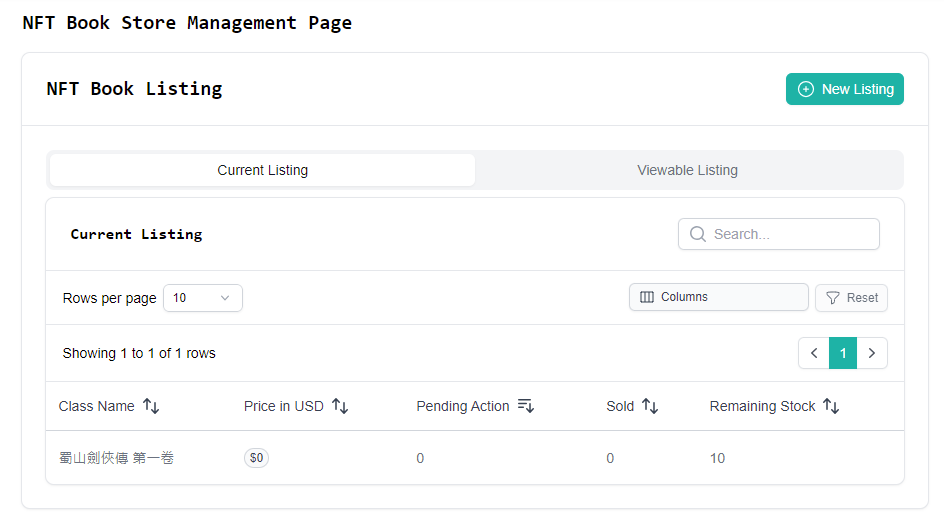 NFT Book Store Management Page
NFT Book Listing
New Listing
Current Listing
Viewable Listing
Current Listing
Search...
Rows per page 10
Columns
Reset
Showing 1 to 1 of 1 rows
1
Class Name Price in USD Pending Action Sold Remaining Stock
蜀山劍俠傳 第一卷 $0 0 0 10